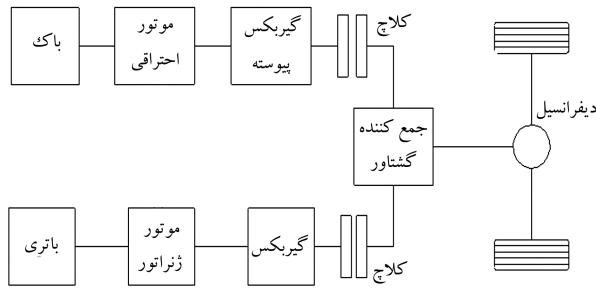 باک
موتور
احتراقی
گیربکس
پیوسته
کلاچ
جمع کننده
گشتاور
دیفرانسیل
باتری
موتور
ژنراتور
گیربکس
کلاچ